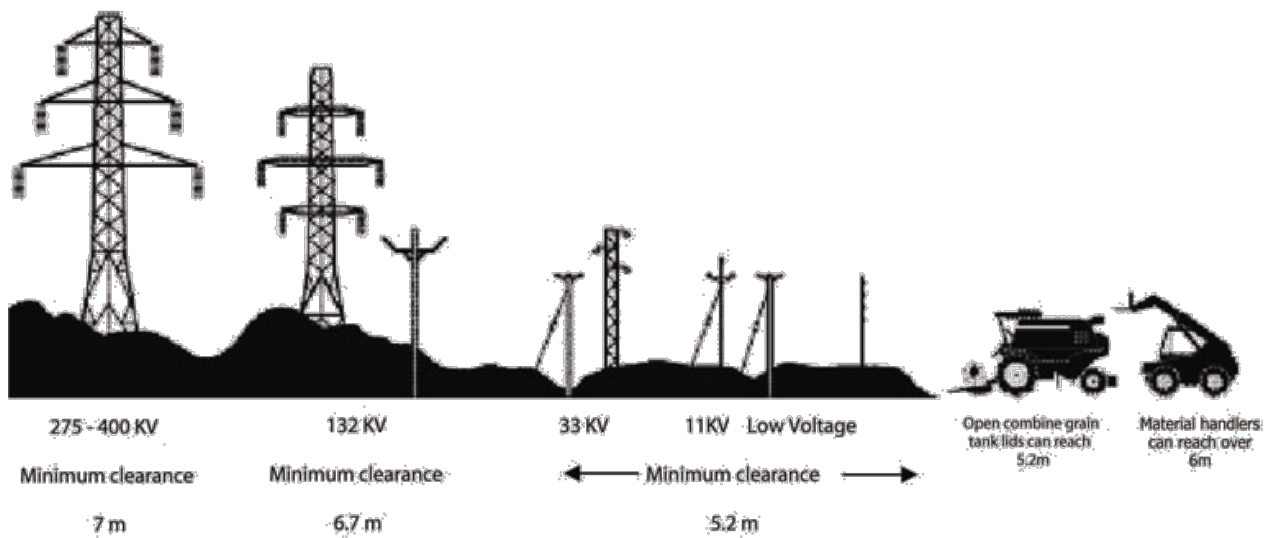 275 - 400 KV
132 KV
33 KV
11KV
Low Voltage
Open combine grain
tank lids can reach
5.2m
Material handlers
can reach over
6m
Minimum clearance
Minimum clearance
Minimum clearance
7 m
6.7 m
5.2 m